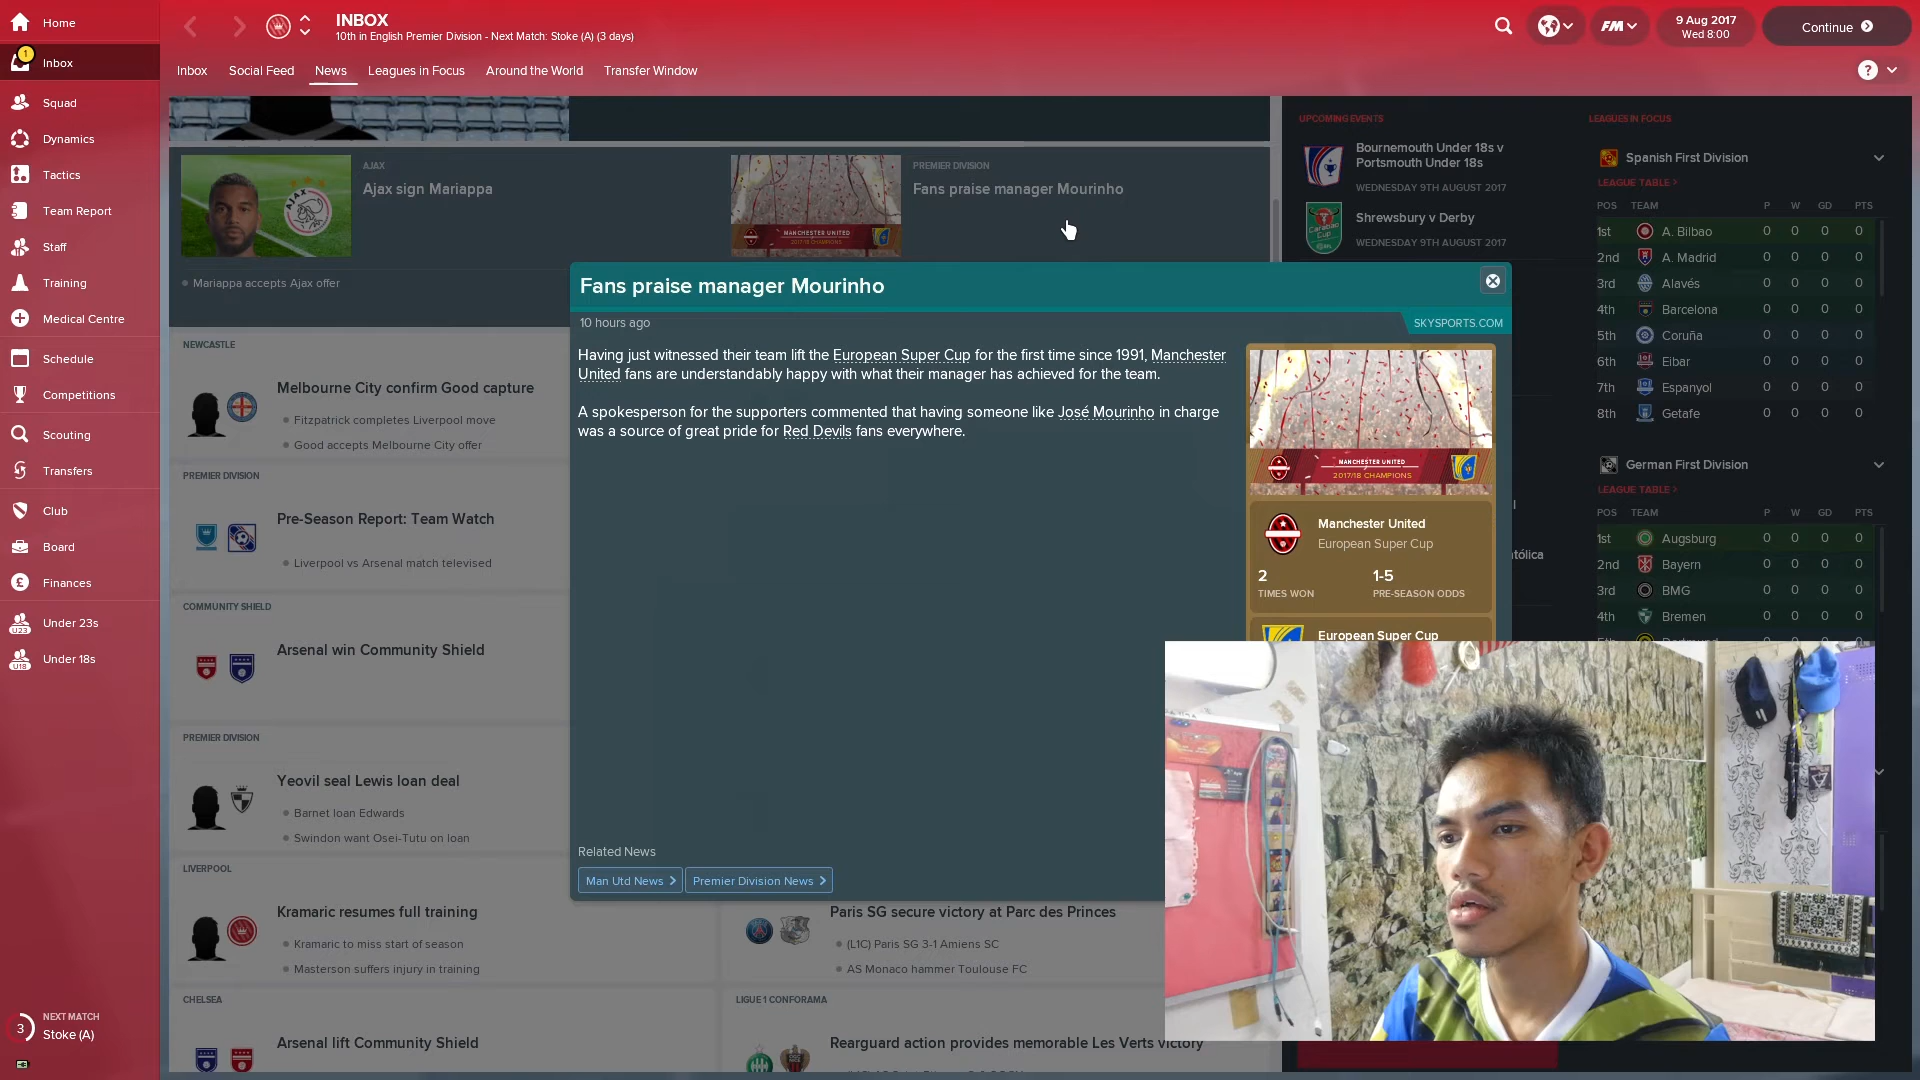 Home
1
Inbox
Squad
Dynamics
Tactics
Team Report
Staff
Training
Medical Centre
Schedule
Competitions
Scouting
Transfers
Club
Board
Finances
U23
Under 23s
U18
Under 18s
3
NEXT MATCH
Stoke (A)
INBOX
10th in English Premier Division - Next Match: Stoke (A) (3 days)
FM
9 Aug 2017
Wed 8:00
Continue
Inbox
Social Feed
News
Leagues in Focus
Around the World
Transfer Window
?
AJAX
Ajax sign Mariappa
Mariappa accepts Ajax offer
PREMIER DIVISION
Fans praise manager Mourinho
MANCHESTER UNITED
2017/18 CHAMPIONS
NEWCASTLE
Melbourne City confirm Good capture
Fitzpatrick completes Liverpool move
Good accepts Melbourne City offer
PREMIER DIVISION
Pre-Season Report: Team Watch
Liverpool vs Arsenal match televised
COMMUNITY SHIELD
Arsenal win Community Shield
PREMIER DIVISION
Yeovil seal Lewis loan deal
Barnet loan Edwards
Swindon want Osei-Tutu on loan
LIVERPOOL
Kramaric resumes full training
Kramaric to miss start of season
Masterson suffers injury in training
CHELSEA
Arsenal lift Community Shield
Paris SG secure victory at Parc des Princes
(L1C) Paris SG 3-1 Amiens SC
AS Monaco hammer Toulouse FC
LIGUE 1 CONFORAMA
Rearguard action provides memorable Les Verts victory
Fans praise manager Mourinho
10 hours ago
SKYSPORTS.COM
Having just witnessed their team lift the European Super Cup for the first time since 1991, Manchester
United fans are understandably happy with what their manager has achieved for the team.
A spokesperson for the supporters commented that having someone like José Mourinho in charge
was a source of great pride for Red Devils fans everywhere.
MANCHESTER UNITED
2017/18 CHAMPIONS
Manchester United
European Super Cup
2
TIMES WON
1-5
PRE-SEASON ODDS
European Super Cup
Related News
Man Utd News
Premier Division News
UPCOMING EVENTS
Bournemouth Under 18s v
Portsmouth Under 18s
WEDNESDAY 9TH AUGUST 2017
Carabao
Cup
Shrewsbury v Derby
WEDNESDAY 9TH AUGUST 2017
LEAGUES IN FOCUS
Spanish First Division
LEAGUE TABLE >
POS TEAM P W GD PTS
1st A. Bilbao 0 0 0 0
2nd A. Madrid 0 0 0 0
3rd Alavés 0 0 0 0
4th Barcelona 0 0 0 0
5th Coruña 0 0 0 0
6th Eibar 0 0 0 0
7th Espanyol 0 0 0 0
8th Getafe 0 0 0 0
German First Division
LEAGUE TABLE >
POS TEAM P W GD PTS
1st Augsburg 0 0 0 0
2nd Bayern 0 0 0 0
3rd BMG 0 0 0 0
4th Bremen 0 0 0 0